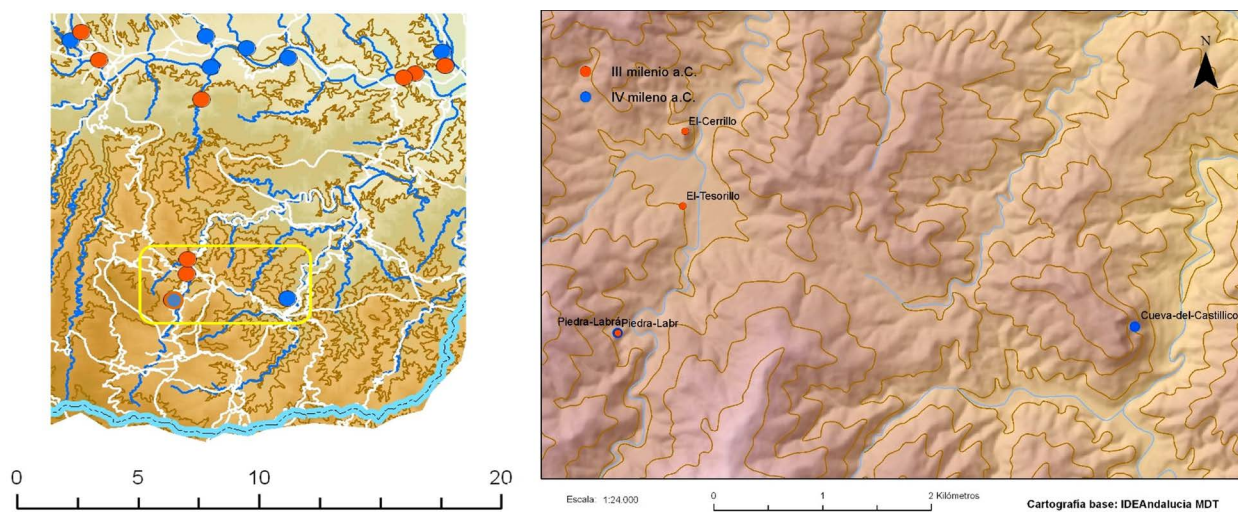 0 5 10 20
N
III milenio a.C.
IV mileno a.C.
El-Cerrillo
El-Tesorillo
Piedra-Labrá Piedra-Labr
Cueva-del-Castillico
Escala: 1:24.000
0 1 2 Kilómetros
Cartografia base: IDEAndalucia MDT